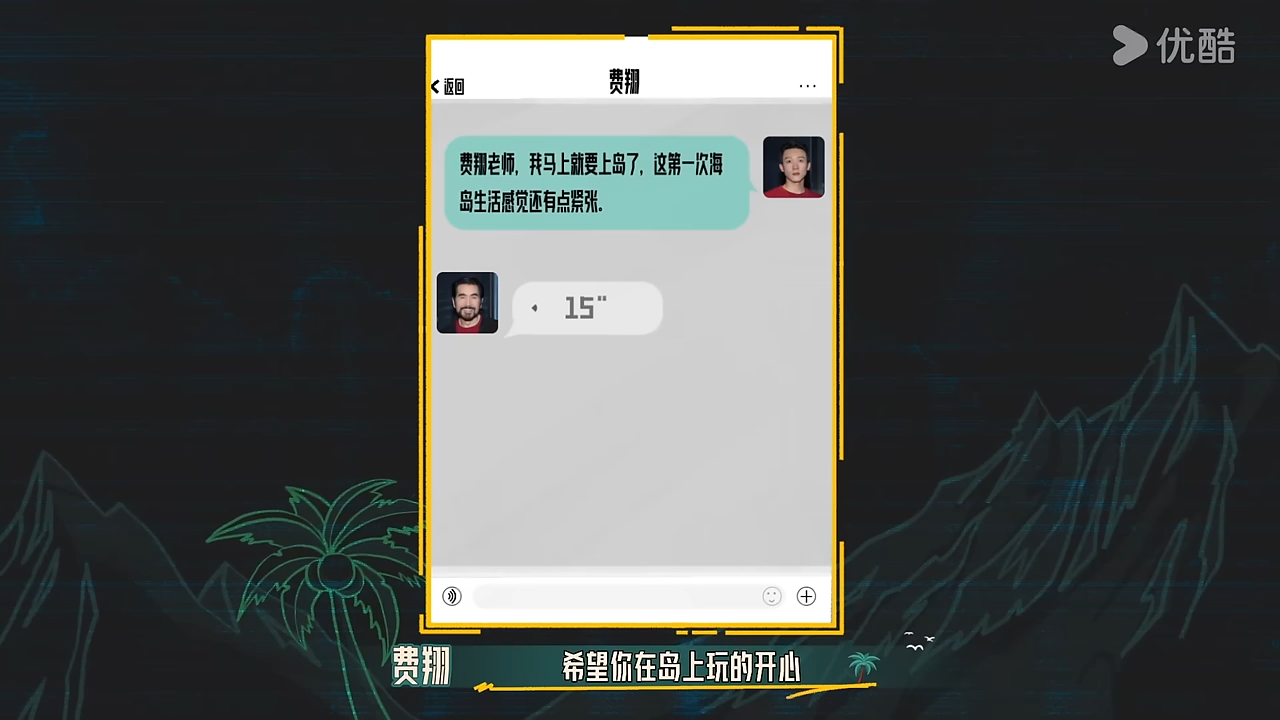 优酷
费翔
返回
...
费翔老师，我马上就要上岛了，这第一次海
岛生活感觉还有点紧张.
15"
费翔
希望你在岛上玩的开心